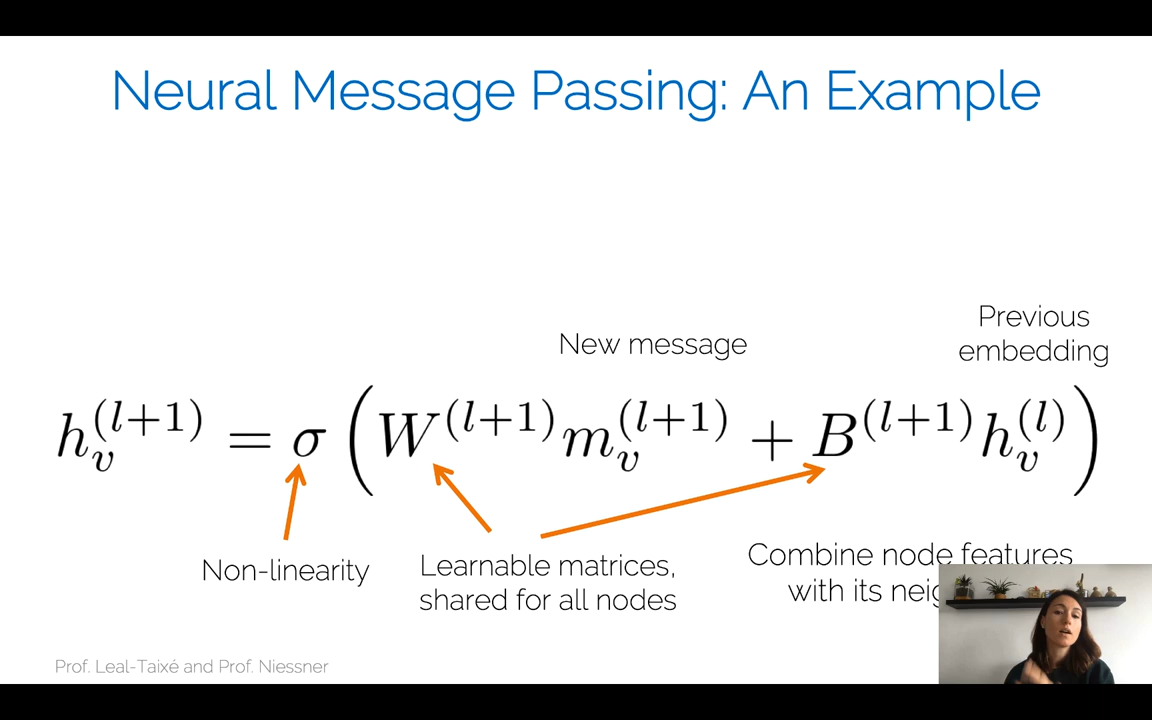 Neural Message Passing: An Example
Previous
New message
embedding
h_v^{(l+1)} = σ ( W^{(l+1)} m_v^{(l+1)} + B^{(l+1)} h_v^{(l)} )
Non-linearity
Learnable matrices,
shared for all nodes
Combine node features
with its
Prof. Leal-Taixé and Prof. Niessner